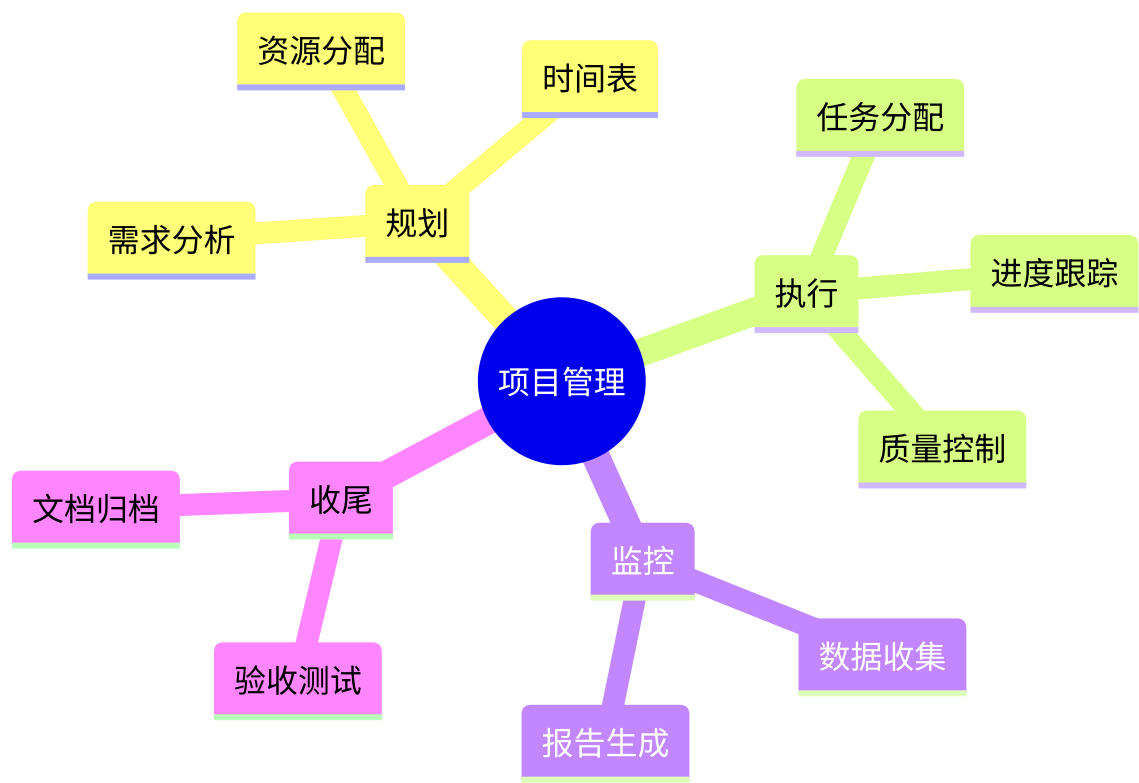 资源分配
时间表
任务分配
需求分析
规划
进度跟踪
执行
项目管理
质量控制
文档归档
收尾
监控
验收测试
数据收集
报告生成